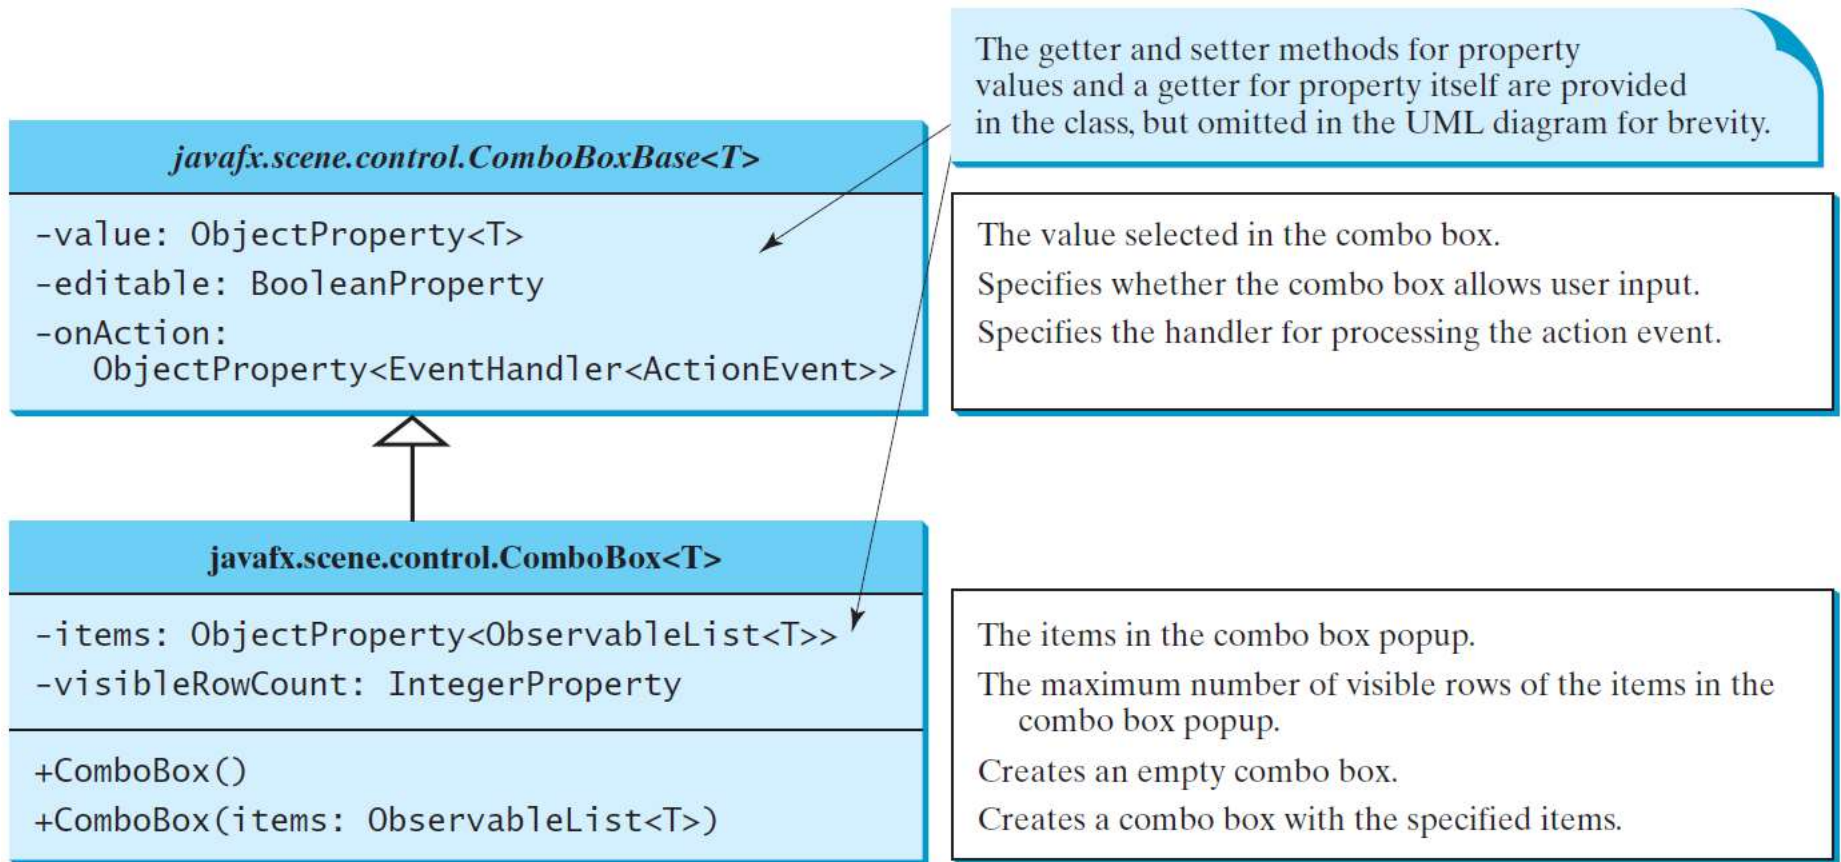 The getter and setter methods for property
values and a getter for property itself are provided
in the class, but omitted in the UML diagram for brevity.
javafx.scene.control.ComboBoxBase<T>
-value: ObjectProperty<T>
-editable: BooleanProperty
-onAction:
ObjectProperty<EventHandler<ActionEvent>>
The value selected in the combo box.
Specifies whether the combo box allows user input.
Specifies the handler for processing the action event.
javafx.scene.control.ComboBox<T>
-items: ObjectProperty<ObservableList<T>>
-visibleRowCount: IntegerProperty
+ComboBox()
+ComboBox(items: ObservableList<T>)
The items in the combo box popup.
The maximum number of visible rows of the items in the
combo box popup.
Creates an empty combo box.
Creates a combo box with the specified items.